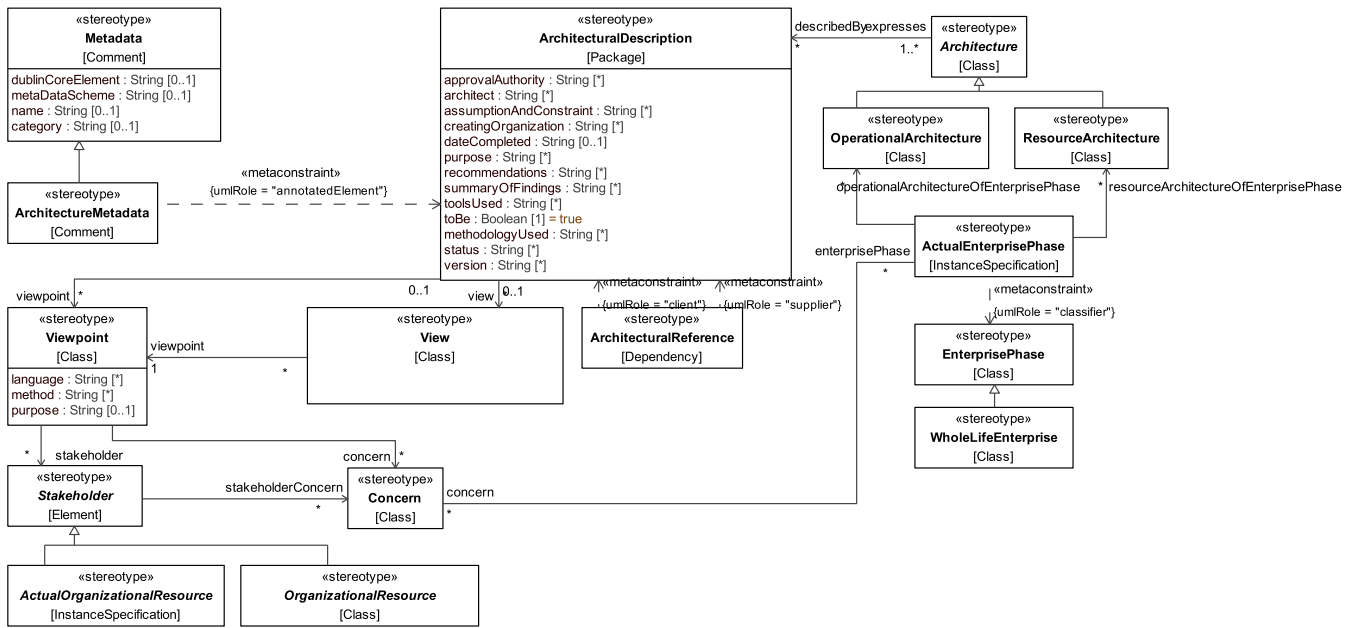 «stereotype»
Metadata
[Comment]
dublinCoreElement : String [0..1]
metaDataScheme : String [0..1]
name : String [0..1]
category : String [0..1]
«stereotype»
ArchitectureMetadata
[Comment]
«metaconstraint»
{umlRole = "annotatedElement"}
«stereotype»
ArchitecturalDescription
[Package]
approvalAuthority : String [*]
architect : String [*]
assumptionAndConstraint : String [*]
creatingOrganization : String [*]
dateCompleted : String [0..1]
purpose : String [*]
recommendations : String [*]
summaryOfFindings : String [*]
toolsUsed : String [*]
toBe : Boolean [1] = true
methodologyUsed : String [*]
status : String [*]
version : String [*]
describedBy
expresses
*
1..*
«stereotype»
Architecture
[Class]
«stereotype»
OperationalArchitecture
[Class]
«stereotype»
ResourceArchitecture
[Class]
*
operationalArchitectureOfEnterprisePhase
*
resourceArchitectureOfEnterprisePhase
«stereotype»
ActualEnterprisePhase
[InstanceSpecification]
enterprisePhase
*
«metaconstraint»
{umlRole = "classifier"}
«stereotype»
EnterprisePhase
[Class]
«stereotype»
WholeLifeEnterprise
[Class]
viewpoint
*
0..1
view
*
0..1
«metaconstraint»
{umlRole = "client"}
«metaconstraint»
{umlRole = "supplier"}
«stereotype»
Viewpoint
[Class]
language : String [*]
method : String [*]
purpose : String [0..1]
viewpoint
1
*
«stereotype»
View
[Class]
«stereotype»
ArchitecturalReference
[Dependency]
*
stakeholder
concern
*
«stereotype»
Stakeholder
[Element]
stakeholderConcern
*
«stereotype»
Concern
[Class]
concern
*
«stereotype»
ActualOrganizationalResource
[InstanceSpecification]
«stereotype»
OrganizationalResource
[Class]